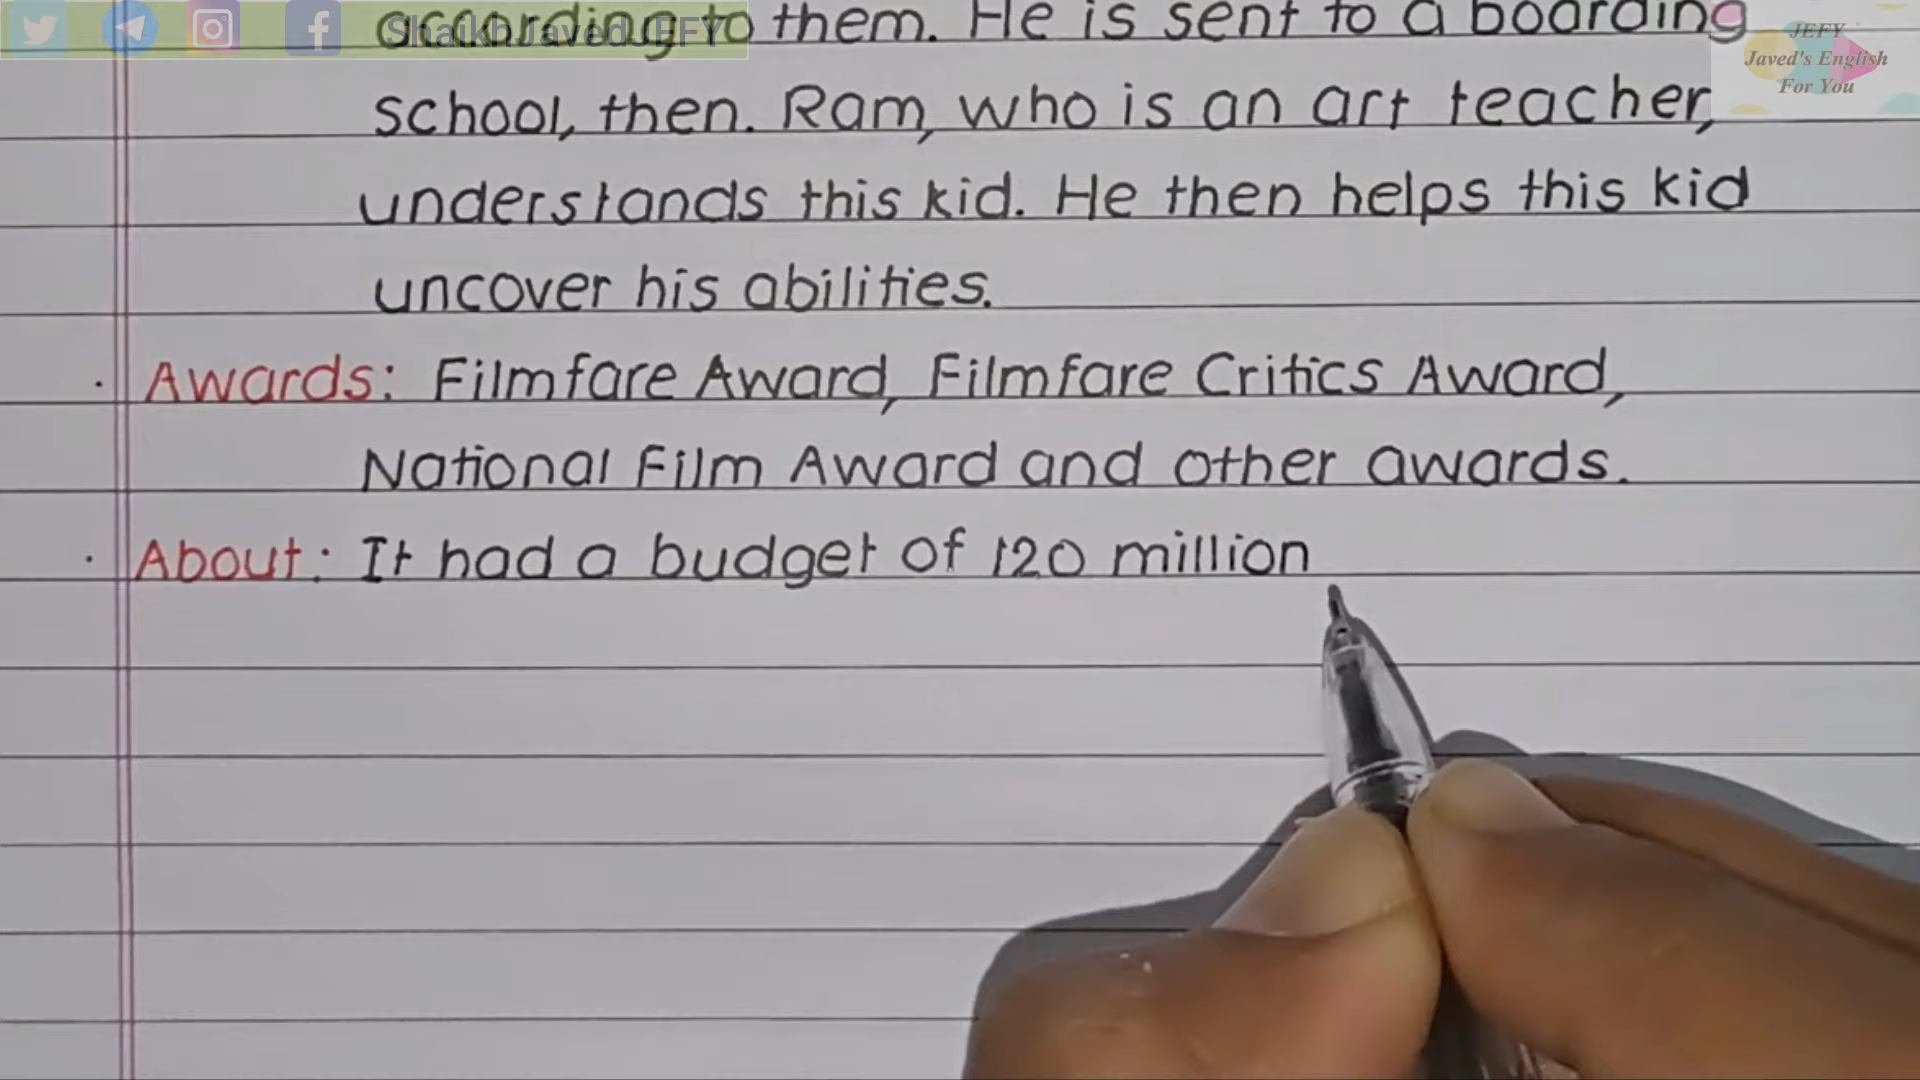 ShaikhJavedJEFY
according to them. He is sent to a boarding
JEFY
Javed's English
For You
school, then. Ram, who is an art teacher,
understands this kid. He then helps this kid
uncover his abilities.
· Awards: Filmfare Award, Filmfare Critics Award,
National Film Award and other awards.
· About: It had a budget of 120 million